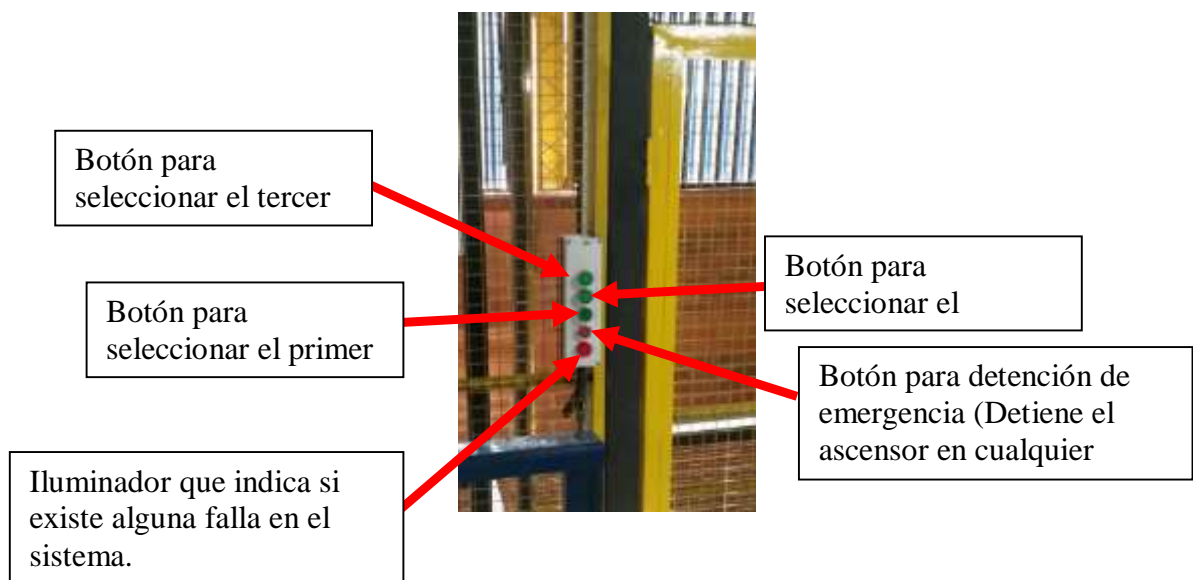 Botón para
seleccionar el tercer
Botón para
seleccionar el primer
Iluminador que indica si
existe alguna falla en el
sistema.
Botón para
seleccionar el
Botón para detención de
emergencia (Detiene el
ascensor en cualquier